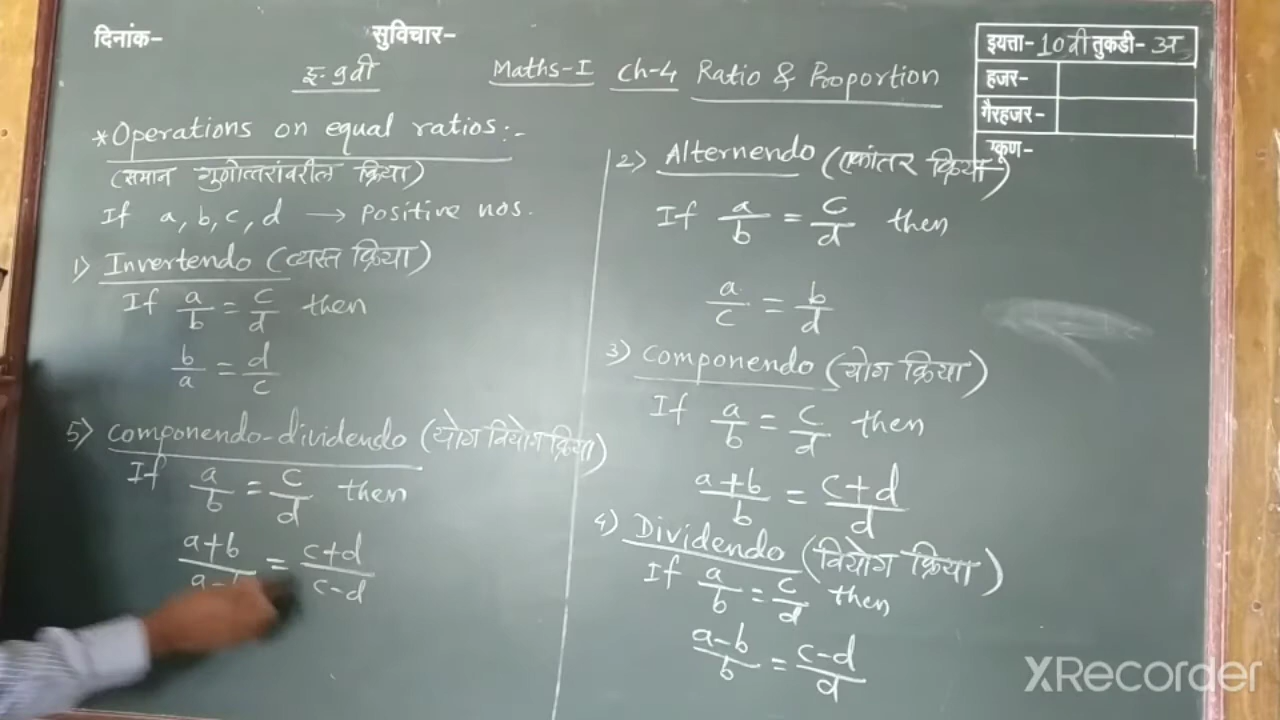 दिनांक-
सुविचार-
इयत्ता- 10वी तुकडी- अ
हजर-
गैरहजर-
एकूण-
इ. 9वी Maths-I Ch-4 Ratio & Proportion
*Operations on equal ratios:-
(समान गुणोत्तरांवरील क्रिया)
If a, b, c, d → Positive nos.
1) Invertendo (व्यस्त क्रिया)
If a/b = c/d then
b/a = d/c
5) Componendo-dividendo (योग वियोग क्रिया)
If a/b = c/d then
a+b/a-b = c+d/c-d
2) Alternendo (एकांतर क्रिया)
If a/b = c/d then
a/c = b/d
3) Componendo (योग क्रिया)
If a/b = c/d then
a+b/b = c+d/d
4) Dividendo (वियोग क्रिया)
If a/b = c/d then
a-b/b = c-d/d
XRecorder